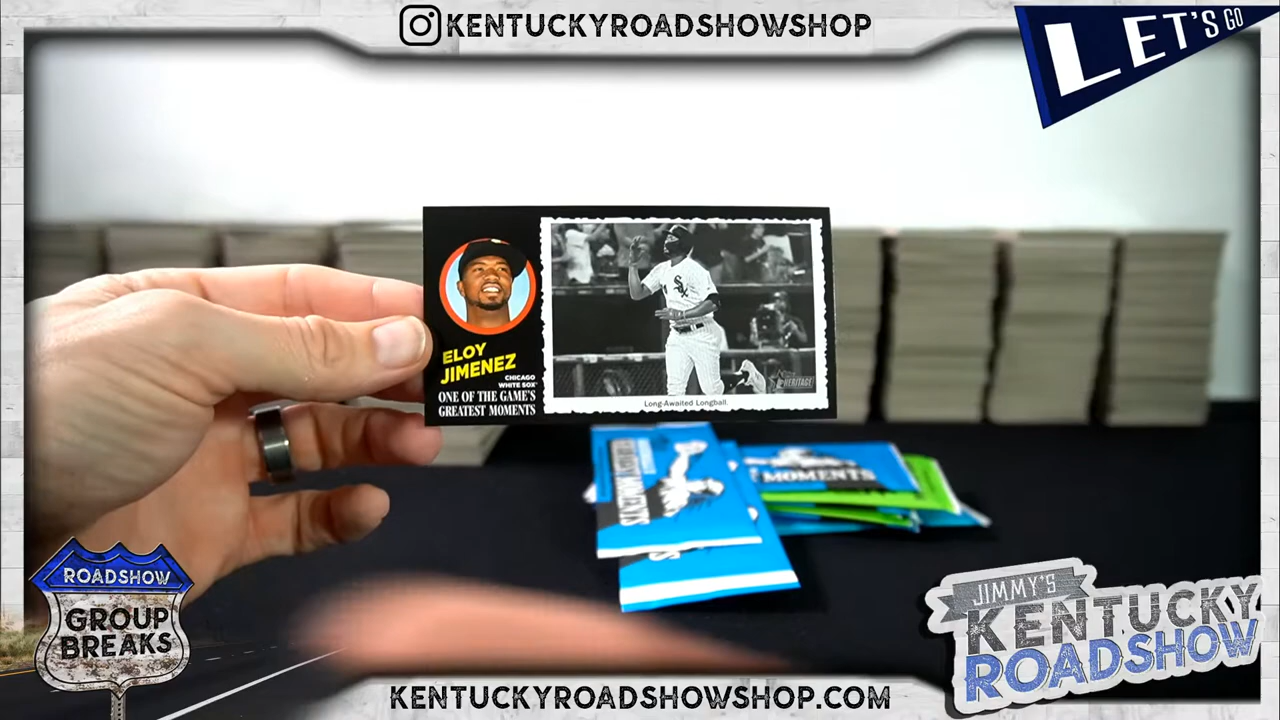 KENTUCKYROADSHOWSHOP
LET'S GO
ELOY
JIMENEZ
CHICAGO
WHITE SOX
ONE OF THE GAME'S
GREATEST MOMENTS
SOX
HERITAGE
Long-Awaited Longball.
MOMENTS
ROADSHOW
GROUP
BREAKS
JIMMY'S
KENTUCKY
ROADSHOW
KENTUCKYROADSHOWSHOP.COM